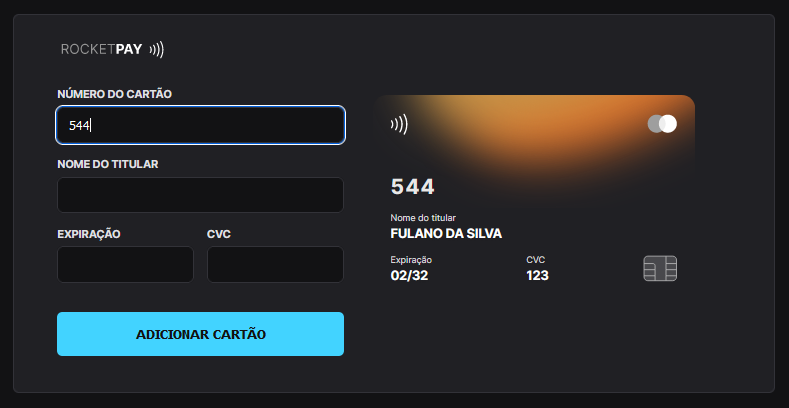 ROCKETPAY
NÚMERO DO CARTÃO
544
NOME DO TITULAR
EXPIRAÇÃO CVC
ADICIONAR CARTÃO
544
Nome do titular
FULANO DA SILVA
Expiração CVC
02/32 123